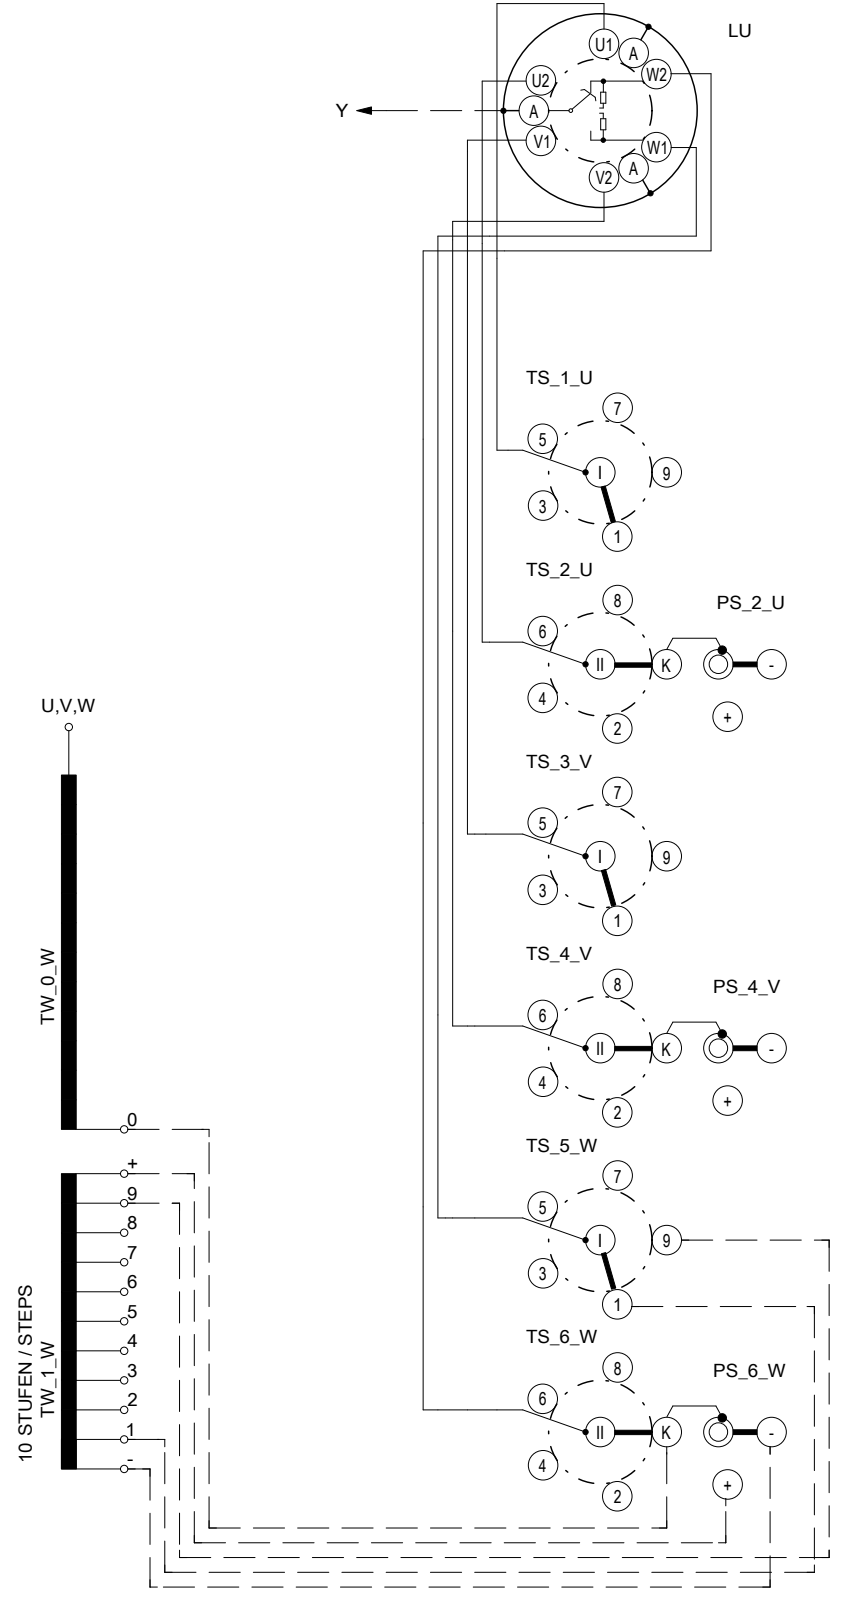 LU
U1
A
W2
U2
A
Y
V1
W1
A
V2
TS_1_U
7
5
I
9
3
1
TS_2_U
PS_2_U
8
6
II
K
-
4
+
2
U,V,W
TS_3_V
7
5
I
9
3
1
TW_0_W
TS_4_V
PS_4_V
8
6
II
K
-
4
+
2
0
TS_5_W
+
7
9
5
8
I
9
7
3
6
1
5
10 STUFEN / STEPS
TW_1_W
TS_6_W
4
8
PS_6_W
3
6
2
1
II
K
-
-
4
+
2